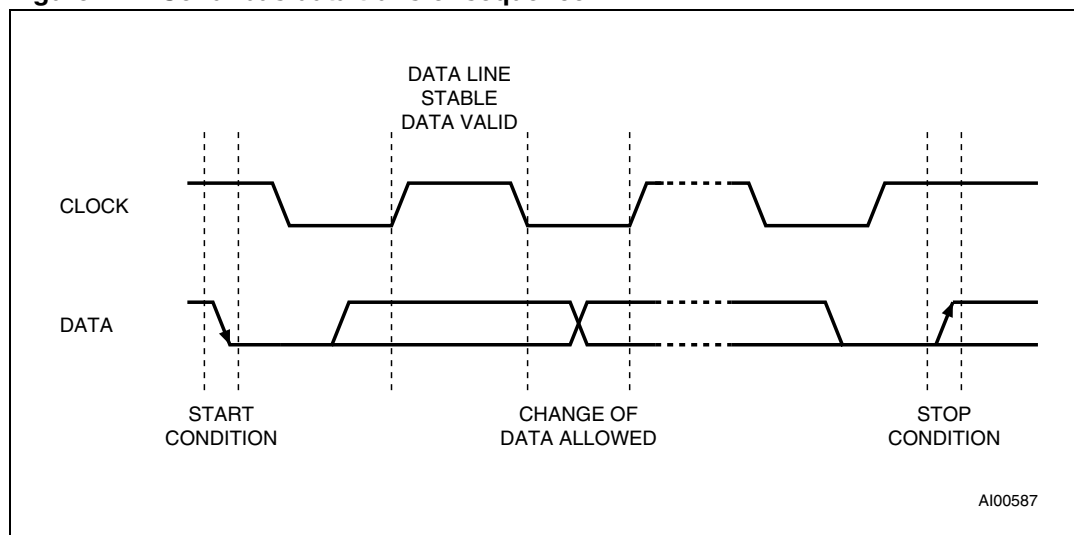 DATA LINE
STABLE
DATA VALID
CLOCK
DATA
START
CONDITION
CHANGE OF
DATA ALLOWED
STOP
CONDITION
AI00587